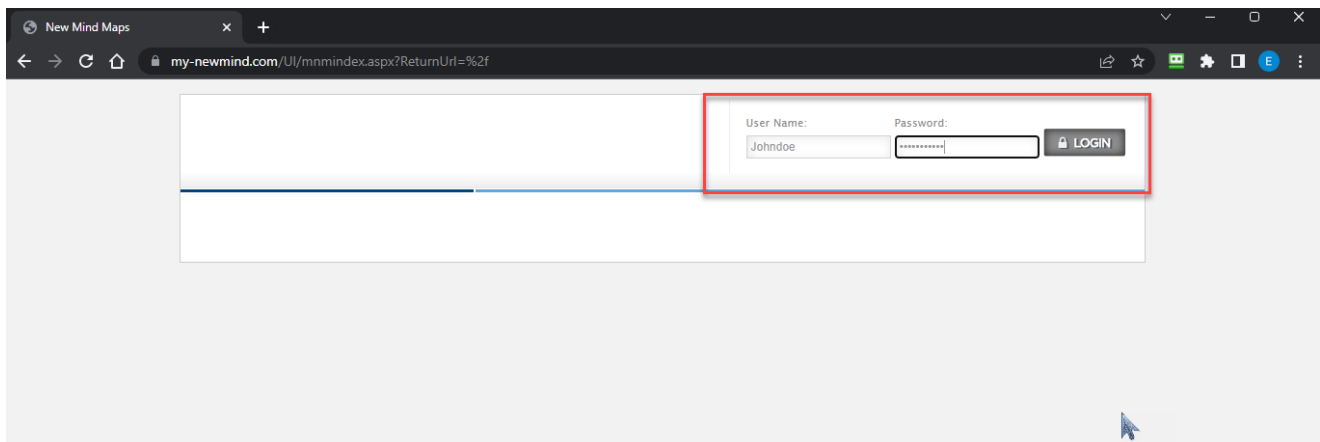 New Mind Maps
my-newmind.com/UI/mnmindex.aspx?ReturnUrl=%2f
E
User Name:
Password:
Johndoe
•••••••••••
LOGIN